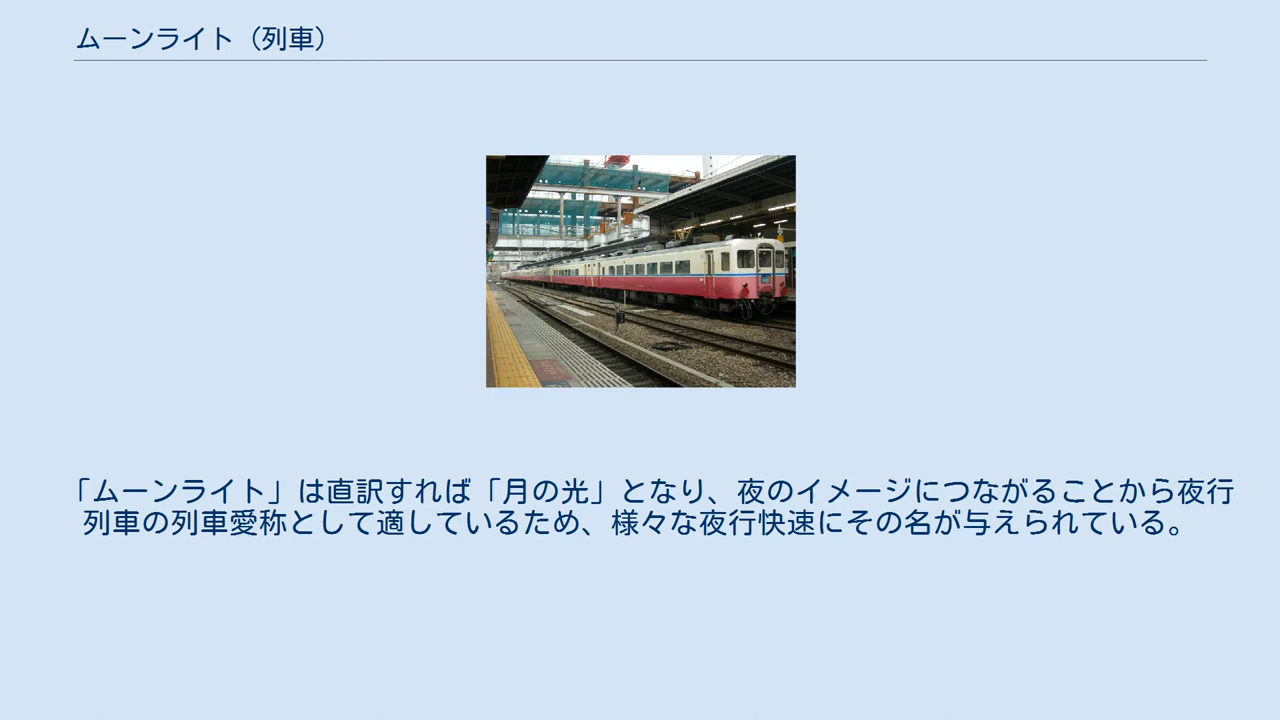 ムーンライト（列車）
「ムーンライト」は直訳すれば「月の光」となり、夜のイメージにつながることから夜行
列車の列車愛称として適しているため、様々な夜行快速にその名が与えられている。